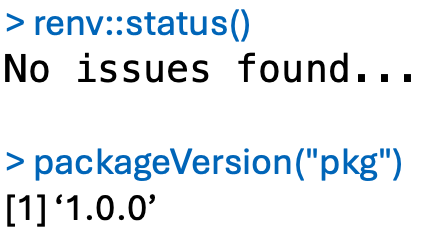 > renv::status()
No issues found...
> packageVersion("pkg")
[1] ‘1.0.0’